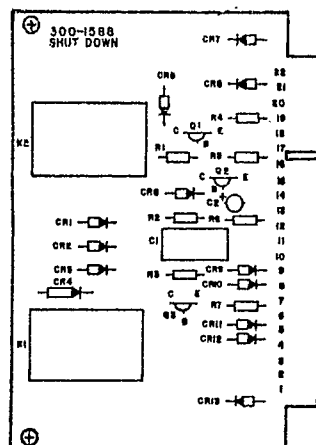 300-1588
SHUT DOWN
CR7
CR8
CR6
22
21
20
R4
19
Q1
C
E
B
18
17
R1
R5
16
K2
Q2
C
E
B
15
14
CR8
C2
+
13
R2
R6
12
CR1
C1
11
CR2
10
CR3
R3
CR9
9
CR10
8
CR4
C
E
B
Q3
R7
7
6
CR11
5
CR12
4
K1
3
2
1
CR13